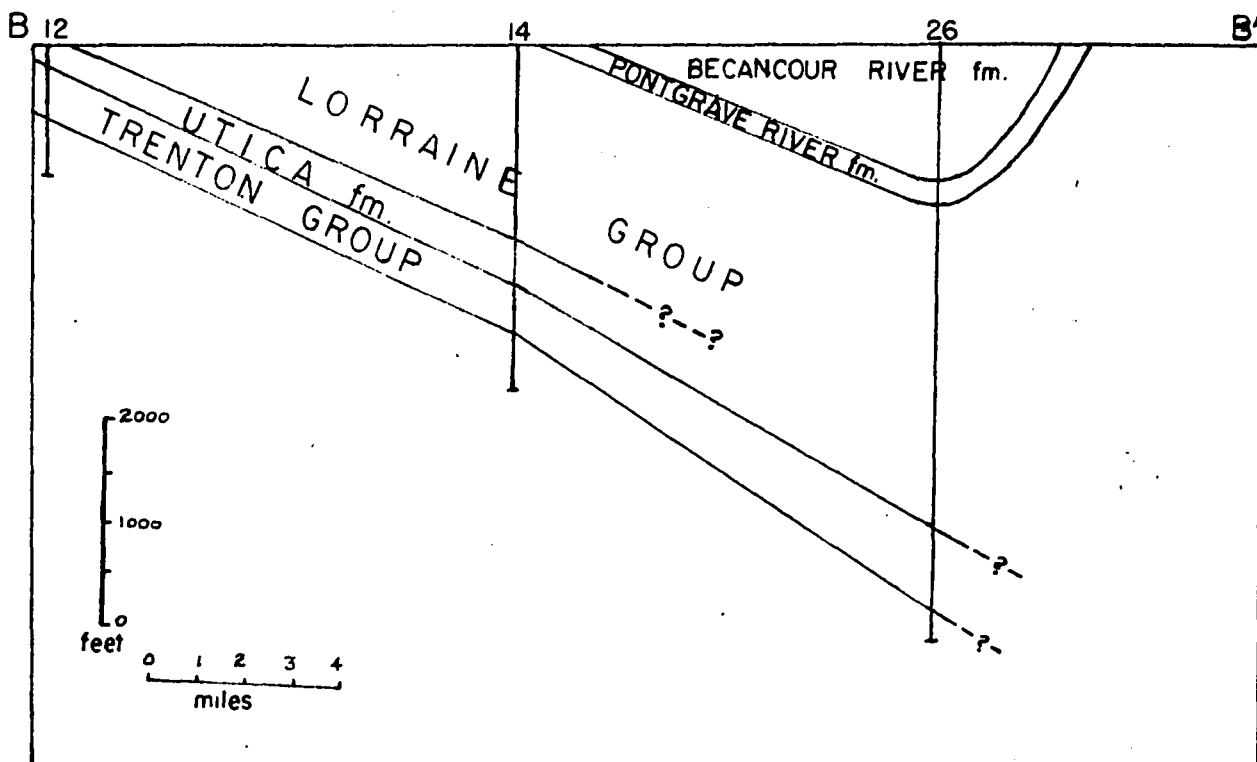 B 12 14 26 B'
BECANCOUR RIVER fm.
PONTGRAVE RIVER fm.
LORRAINE GROUP
UTICA fm.
TRENTON GROUP
? ?
?
?
2000
1000
0
feet
0 1 2 3 4
miles